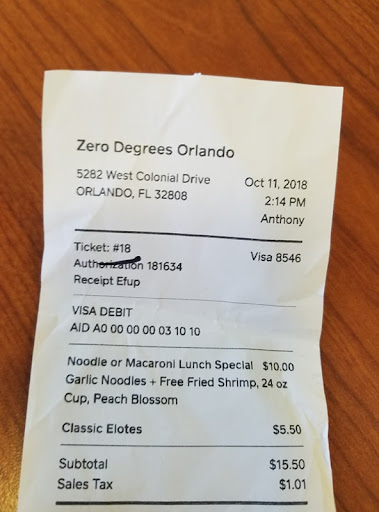 Zero Degrees Orlando
5282 West Colonial Drive
ORLANDO, FL 32808
Oct 11, 2018
2:14 PM
Anthony
Ticket: #18
Visa 8546
Authorization 181634
Receipt Efup
VISA DEBIT
AID A0 00 00 00 03 10 10
Noodle or Macaroni Lunch Special $10.00
Garlic Noodles + Free Fried Shrimp, 24 oz
Cup, Peach Blossom
Classic Elotes $5.50
Subtotal $15.50
Sales Tax $1.01